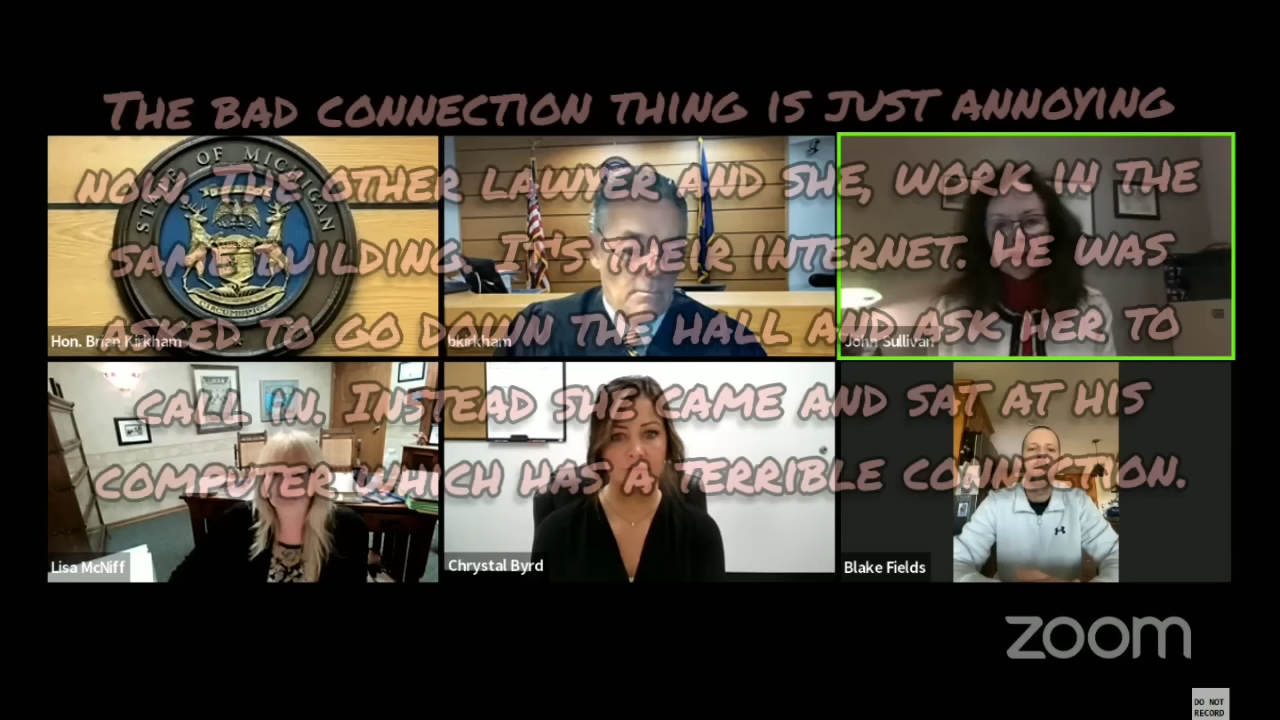 The bad connection thing is just annoying
now. The other lawyer and she, work in the
same building. It's their internet. He was
asked to go down the hall and ask her to
call in. Instead she came and sat at his
computer which has a terrible connection.
STATE OF MICHIGAN
Hon. Brian Kirkham
bkirkham
John Sullivan
Lisa McNiff
Chrystal Byrd
Blake Fields
zoom
DO NOT
RECORD